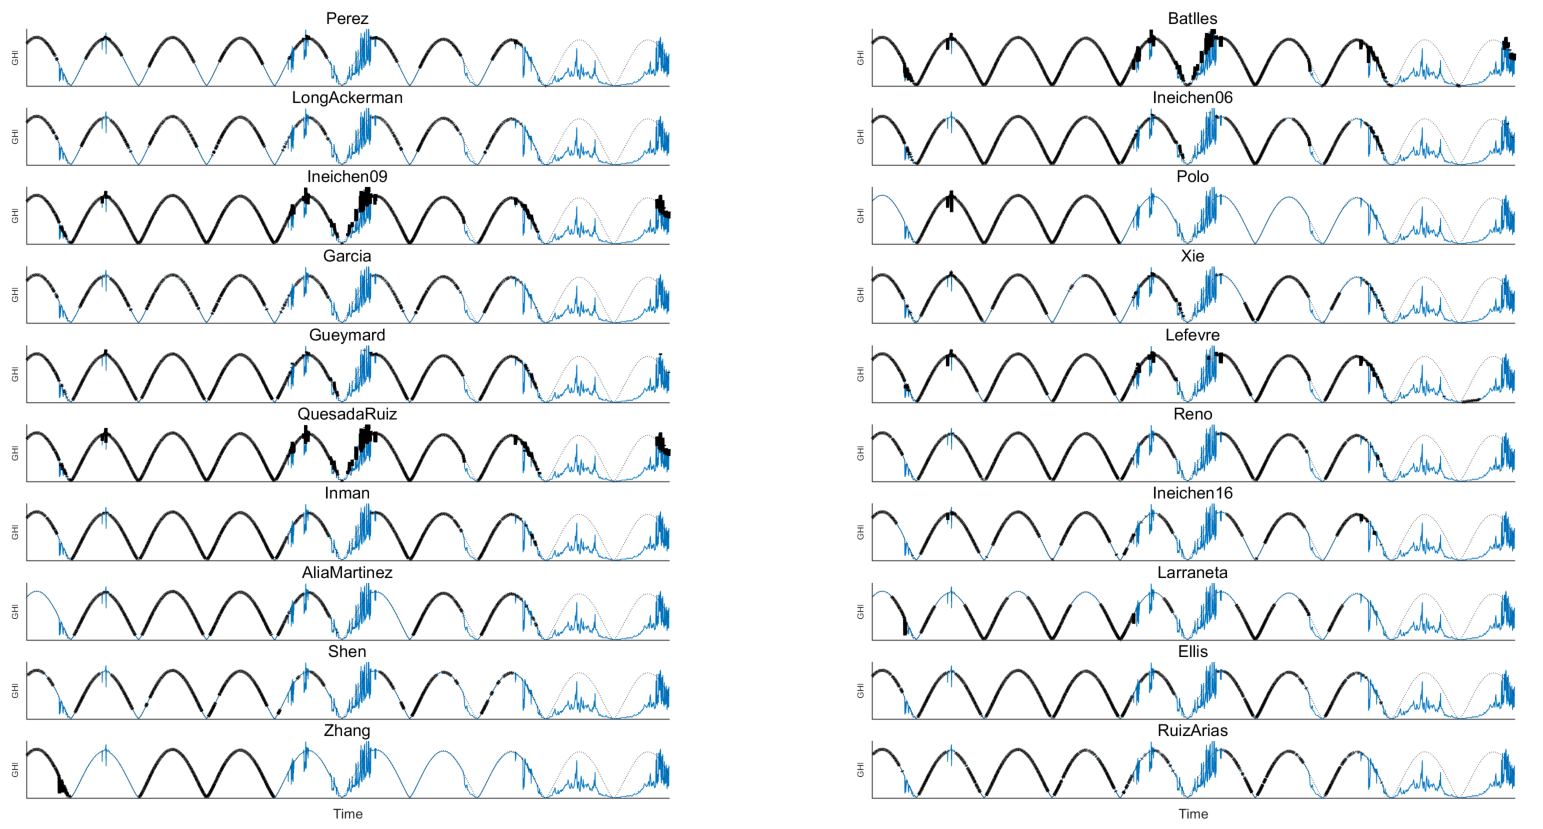 Perez
GHI
LongAckerman
GHI
Ineichen09
GHI
Garcia
GHI
Gueymard
GHI
QuesadaRuiz
GHI
Inman
GHI
AliaMartinez
GHI
Shen
GHI
Zhang
GHI
Time
Batlles
GHI
Ineichen06
GHI
Polo
GHI
Xie
GHI
Lefevre
GHI
Reno
GHI
Ineichen16
GHI
Larraneta
GHI
Ellis
GHI
RuizArias
GHI
Time